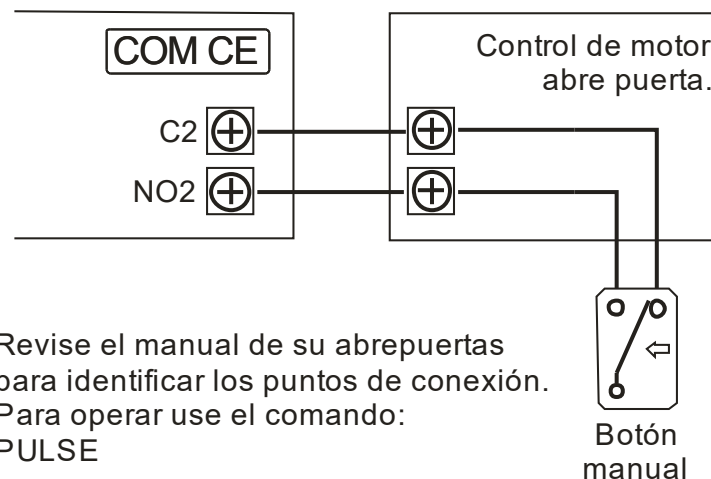 COM CE
Control de motor
abre puerta.
C2
NO2
Revise el manual de su abrepuertas
para identificar los puntos de conexión.
Para operar use el comando:
PULSE
Botón
manual